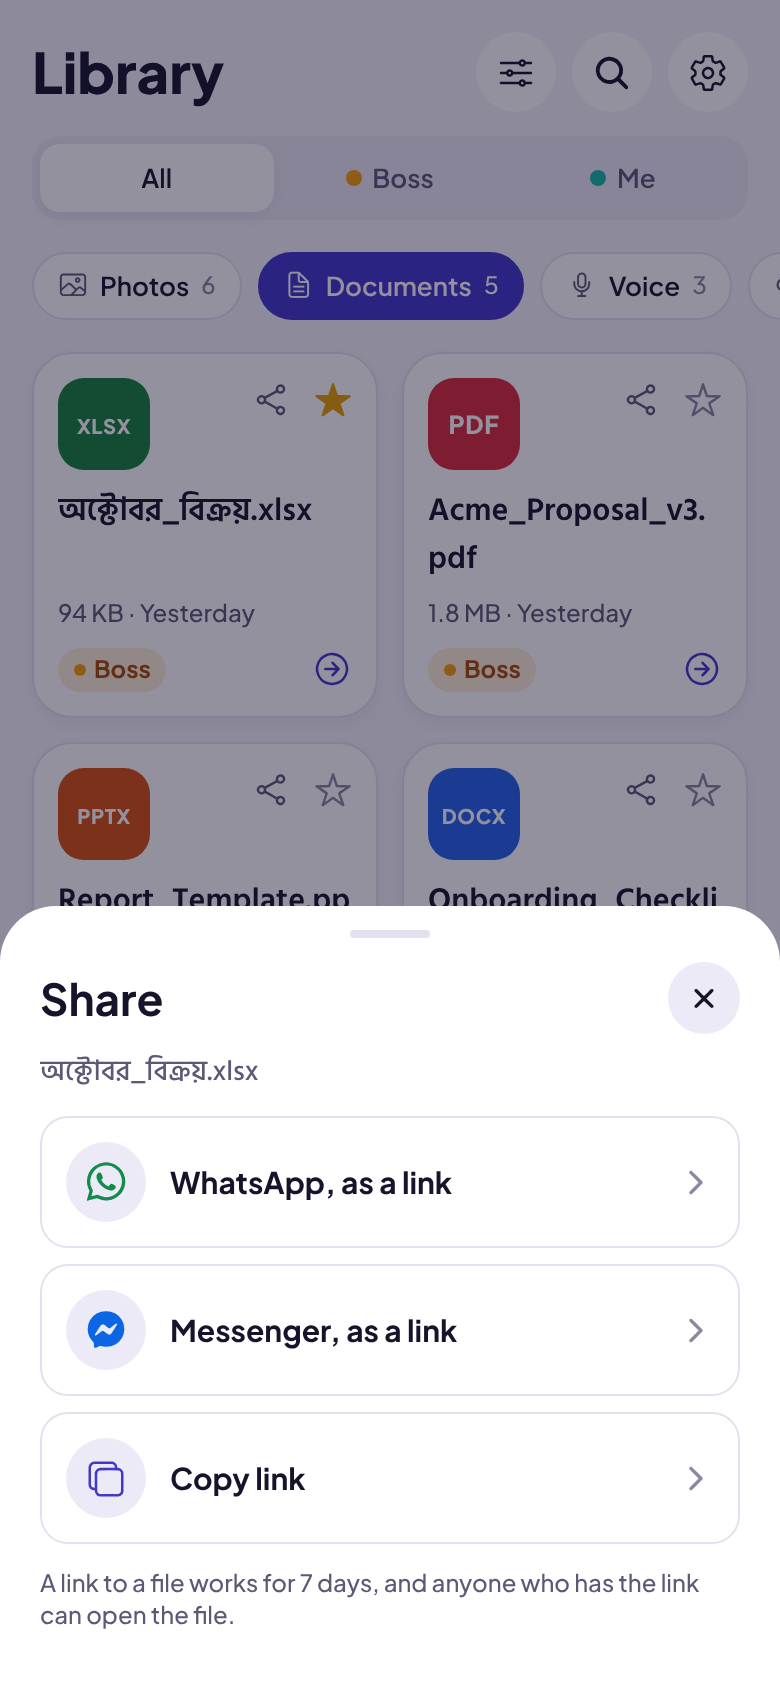 Library
All
Boss
Me
Photos 6
Documents 5
Voice 3
XLSX
PDF
অক্টোবর_বিক্রয়.xlsx
Acme_Proposal_v3.
pdf
94 KB · Yesterday
1.8 MB · Yesterday
Boss
Boss
PPTX
DOCX
Report_Template.pp
Onboarding_Checkli
Share
অক্টোবর_বিক্রয়.xlsx
WhatsApp, as a link
Messenger, as a link
Copy link
A link to a file works for 7 days, and anyone who has the link
can open the file.